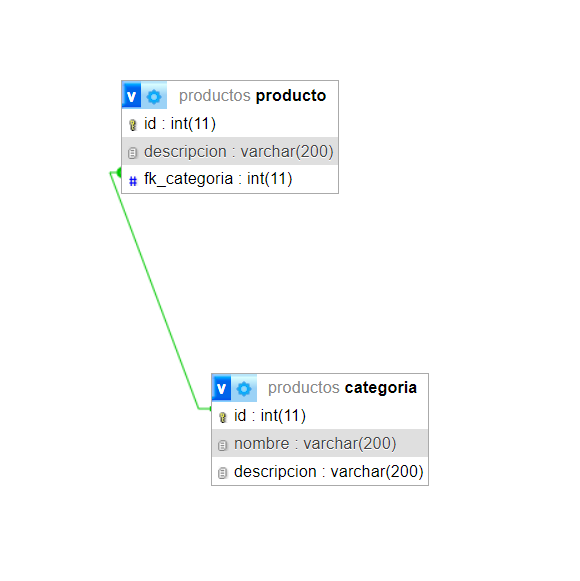 v productos producto
id : int(11)
descripcion : varchar(200)
# fk_categoria : int(11)
v productos categoria
id : int(11)
nombre : varchar(200)
descripcion : varchar(200)